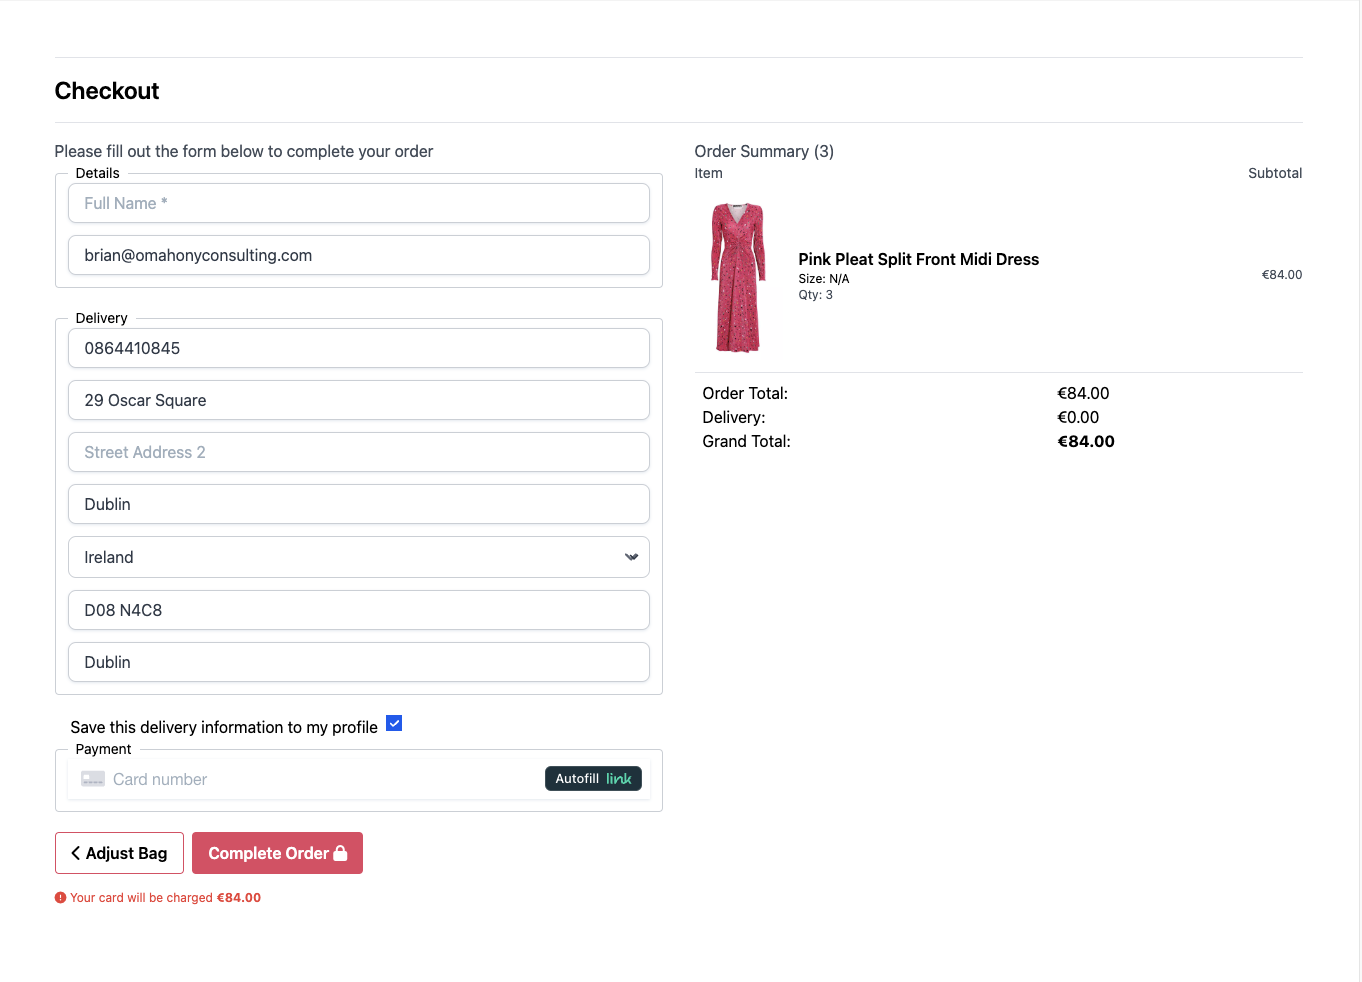 Checkout
Please fill out the form below to complete your order
Details
Full Name *
brian@omahonyconsulting.com
Delivery
0864410845
29 Oscar Square
Street Address 2
Dublin
Ireland
D08 N4C8
Dublin
Save this delivery information to my profile
Payment
Card number
Autofill link
Adjust Bag
Complete Order
Your card will be charged €84.00
Order Summary (3)
Item Subtotal
Pink Pleat Split Front Midi Dress
Size: N/A
Qty: 3
€84.00
Order Total: €84.00
Delivery: €0.00
Grand Total: €84.00